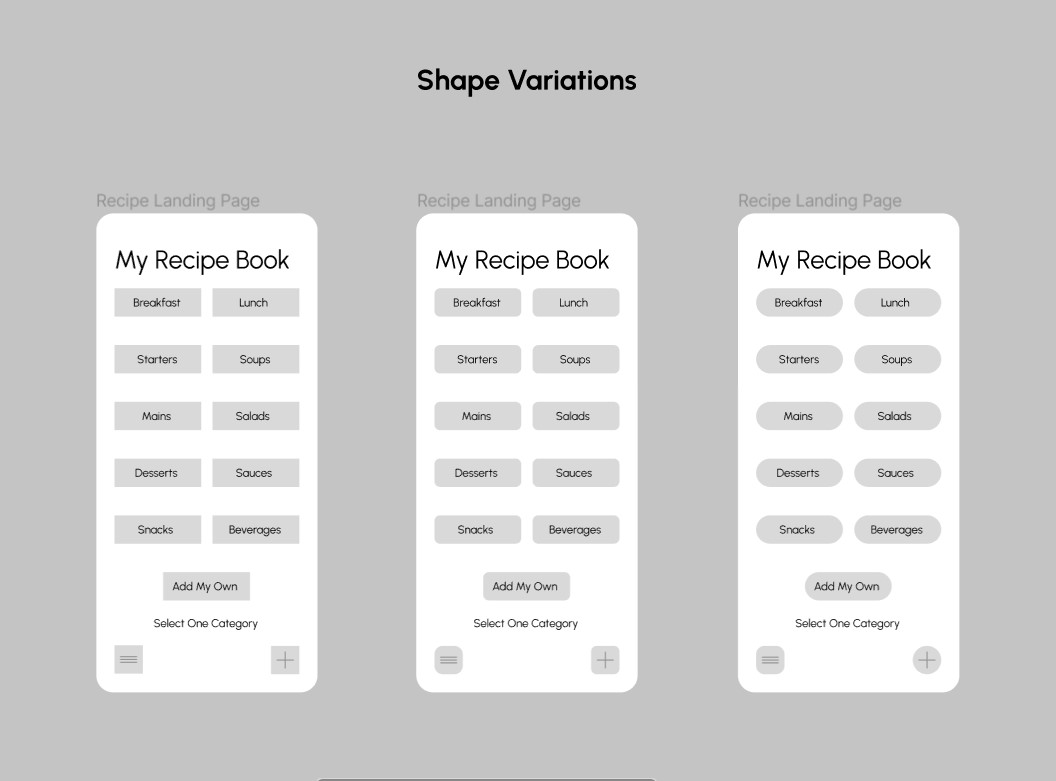 Shape Variations
Recipe Landing Page
My Recipe Book
Breakfast Lunch
Starters Soups
Mains Salads
Desserts Sauces
Snacks Beverages
Add My Own
Select One Category
Recipe Landing Page
My Recipe Book
Breakfast Lunch
Starters Soups
Mains Salads
Desserts Sauces
Snacks Beverages
Add My Own
Select One Category
Recipe Landing Page
My Recipe Book
Breakfast Lunch
Starters Soups
Mains Salads
Desserts Sauces
Snacks Beverages
Add My Own
Select One Category